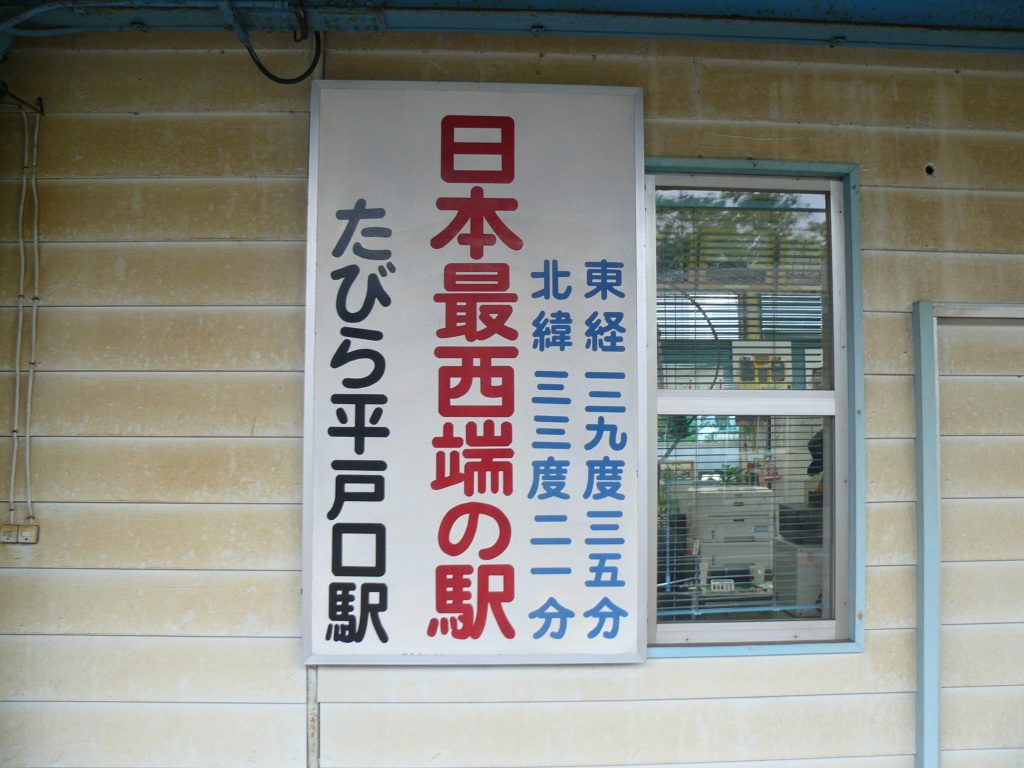 東経一二九度三五分
北緯三三度二一分
日本最西端の駅
たびら平戸口駅